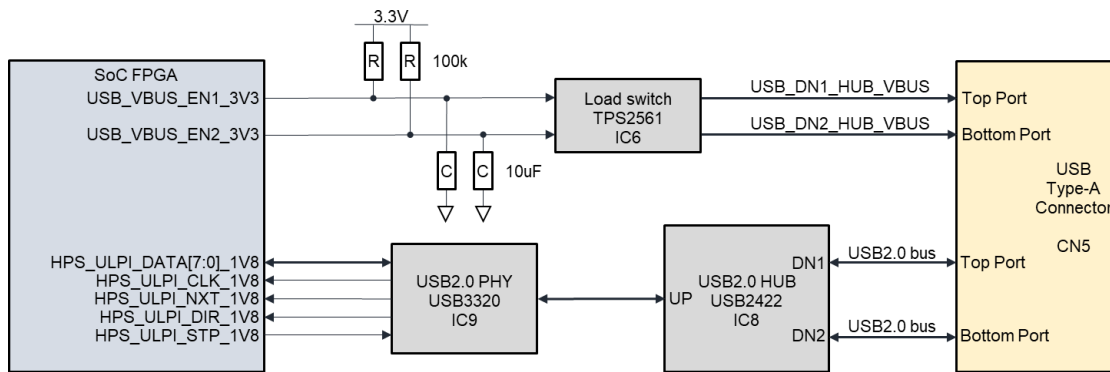 3.3V
R R 100k
SoC FPGA
USB_VBUS_EN1_3V3
USB_VBUS_EN2_3V3
Load switch
TPS2561
IC6
USB_DN1_HUB_VBUS
USB_DN2_HUB_VBUS
Top Port
Bottom Port
C C 10uF
USB
Type-A
Connector
CN5
HPS_ULPI_DATA[7:0]_1V8
HPS_ULPI_CLK_1V8
HPS_ULPI_NXT_1V8
HPS_ULPI_DIR_1V8
HPS_ULPI_STP_1V8
USB2.0 PHY
USB3320
IC9
UP
USB2.0 HUB
USB2422
IC8
DN1
DN2
USB2.0 bus
USB2.0 bus
Top Port
Bottom Port